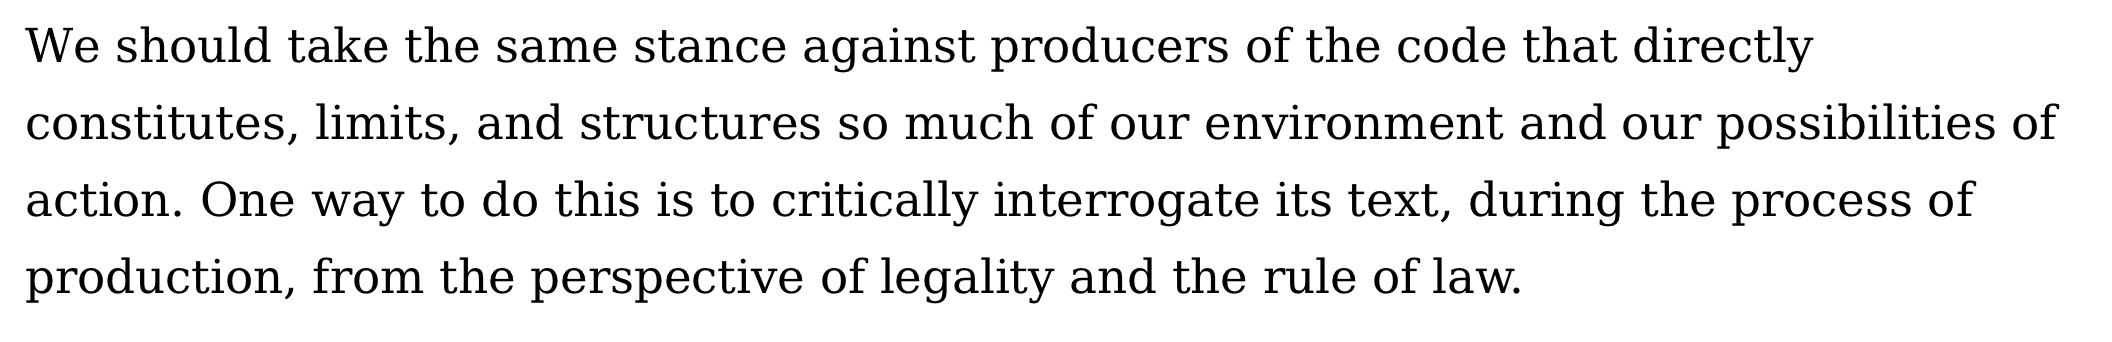 We should take the same stance against producers of the code that directly
constitutes, limits, and structures so much of our environment and our possibilities of
action. One way to do this is to critically interrogate its text, during the process of
production, from the perspective of legality and the rule of law.